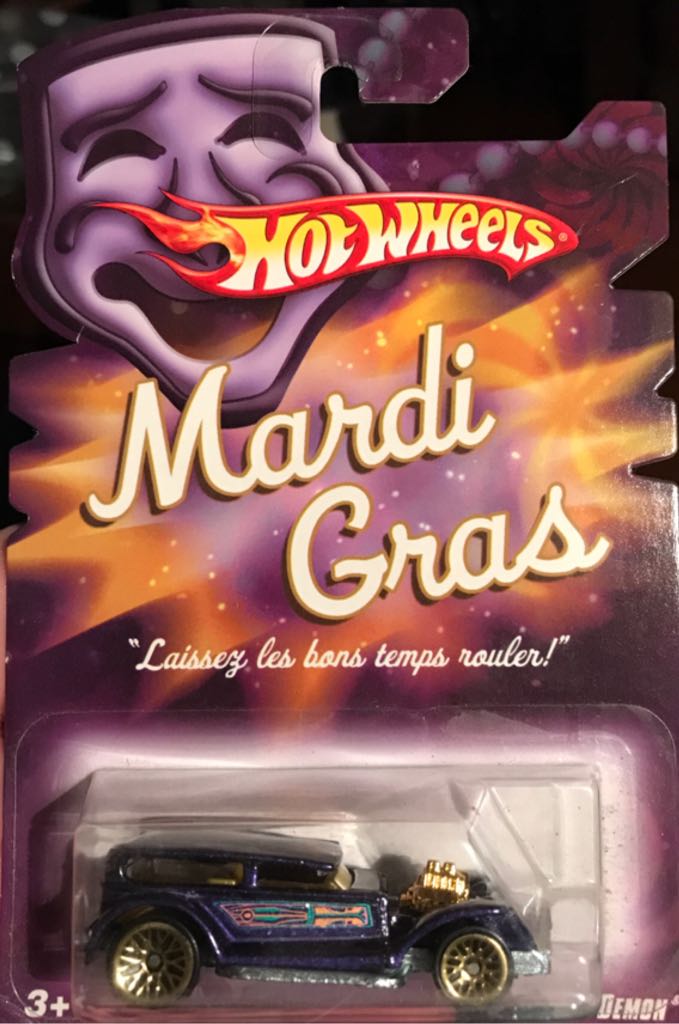 HOT WHEELS®
Mardi
Gras
"Laissez les bons temps rouler!"
3+
DEMON®